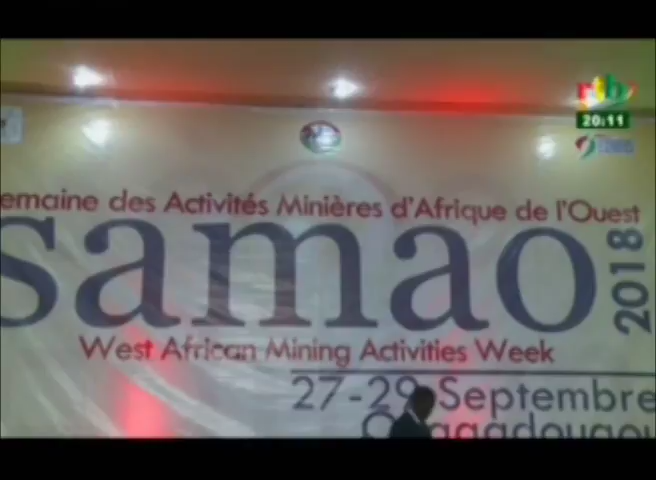 rtb
20:11
emaine des Activités Minières d'Afrique de l'Ouest
samao
2018
West African Mining Activities Week
27-29 Septembre